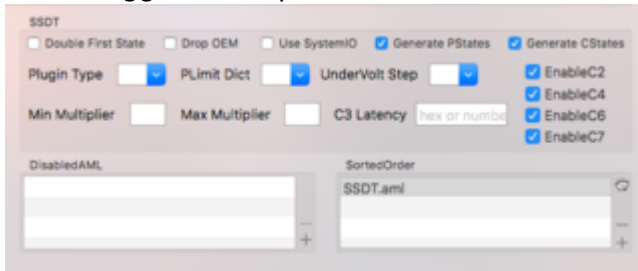 SSDT
Double First State Drop OEM Use SystemIO Generate PStates Generate CStates
Plugin Type PLimit Dict UnderVolt Step EnableC2
EnableC4
Min Multiplier Max Multiplier C3 Latency hex or numbe EnableC6
EnableC7
DisabledAML SortedOrder
SSDT.aml